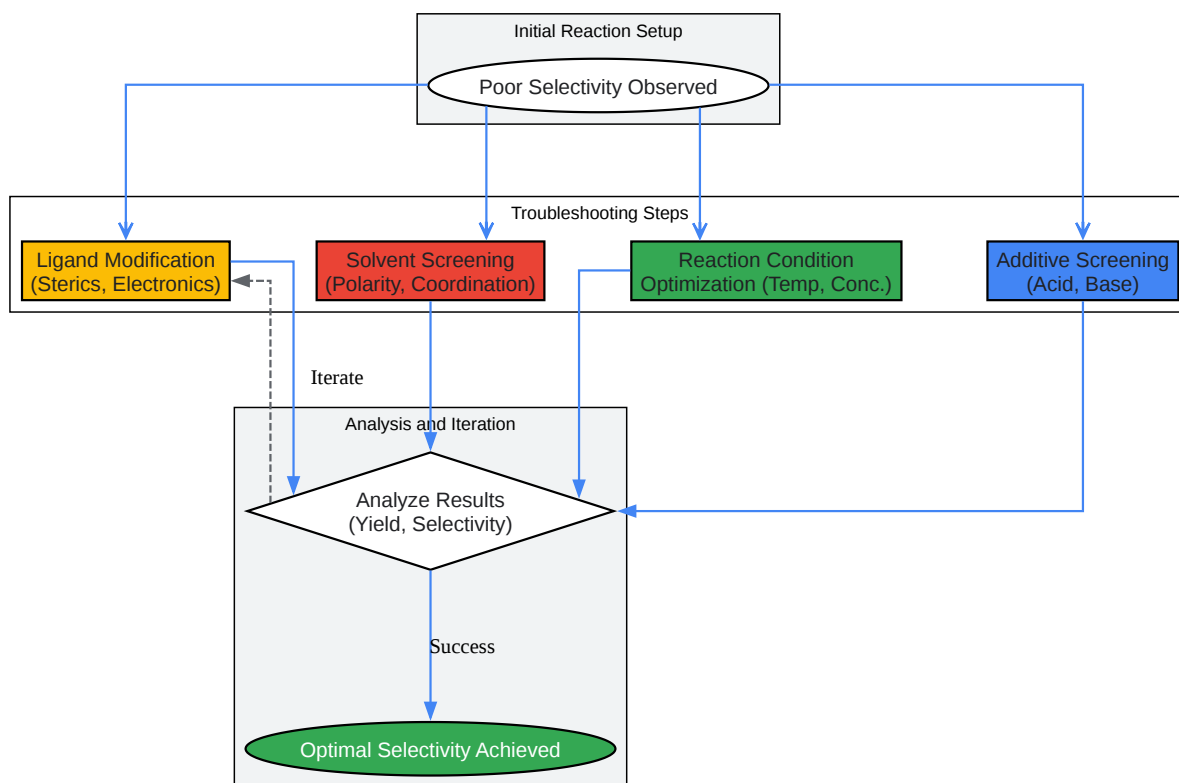 Initial Reaction Setup
Poor Selectivity Observed
Troubleshooting Steps
Ligand Modification
(Sterics, Electronics)
Solvent Screening
(Polarity, Coordination)
Reaction Condition
Optimization (Temp, Conc.)
Additive Screening
(Acid, Base)
Iterate
Analysis and Iteration
Analyze Results
(Yield, Selectivity)
Success
Optimal Selectivity Achieved